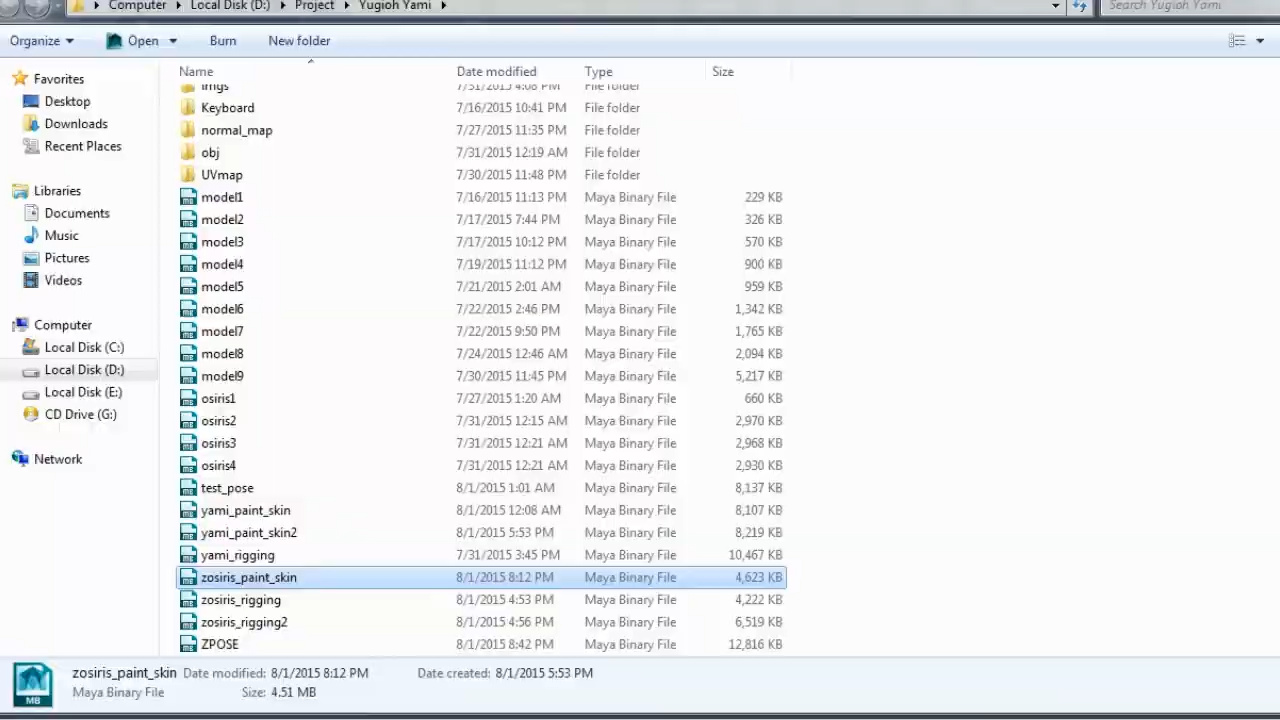 Computer Local Disk (D:) Project Yugioh Yami Search Yugioh Yami
Organize Open Burn New folder
Name Date modified Type Size
Imgs 7/31/2015 4:08 PM File folder
Keyboard 7/16/2015 10:41 PM File folder
normal_map 7/27/2015 11:35 PM File folder
obj 7/31/2015 12:19 AM File folder
UVmap 7/30/2015 11:48 PM File folder
model1 7/16/2015 11:13 PM Maya Binary File 229 KB
model2 7/17/2015 7:44 PM Maya Binary File 326 KB
model3 7/17/2015 10:12 PM Maya Binary File 570 KB
model4 7/19/2015 11:12 PM Maya Binary File 900 KB
model5 7/21/2015 2:01 AM Maya Binary File 959 KB
model6 7/22/2015 2:46 PM Maya Binary File 1,342 KB
model7 7/22/2015 9:50 PM Maya Binary File 1,765 KB
model8 7/24/2015 12:46 AM Maya Binary File 2,094 KB
model9 7/30/2015 11:45 PM Maya Binary File 5,217 KB
osiris1 7/27/2015 1:20 AM Maya Binary File 660 KB
osiris2 7/31/2015 12:15 AM Maya Binary File 2,970 KB
osiris3 7/31/2015 12:21 AM Maya Binary File 2,968 KB
osiris4 7/31/2015 12:21 AM Maya Binary File 2,930 KB
test_pose 8/1/2015 1:01 AM Maya Binary File 8,137 KB
yami_paint_skin 8/1/2015 12:08 AM Maya Binary File 8,107 KB
yami_paint_skin2 8/1/2015 5:53 PM Maya Binary File 8,219 KB
yami_rigging 7/31/2015 3:45 PM Maya Binary File 10,467 KB
zosiris_paint_skin 8/1/2015 8:12 PM Maya Binary File 4,623 KB
zosiris_rigging 8/1/2015 4:53 PM Maya Binary File 4,222 KB
zosiris_rigging2 8/1/2015 4:56 PM Maya Binary File 6,519 KB
ZPOSE 8/1/2015 8:42 PM Maya Binary File 12,816 KB
Favorites
Desktop
Downloads
Recent Places
Libraries
Documents
Music
Pictures
Videos
Computer
Local Disk (C:)
Local Disk (D:)
Local Disk (E:)
CD Drive (G:)
Network
zosiris_paint_skin Date modified: 8/1/2015 8:12 PM Date created: 8/1/2015 5:53 PM
Maya Binary File Size: 4.51 MB
MB